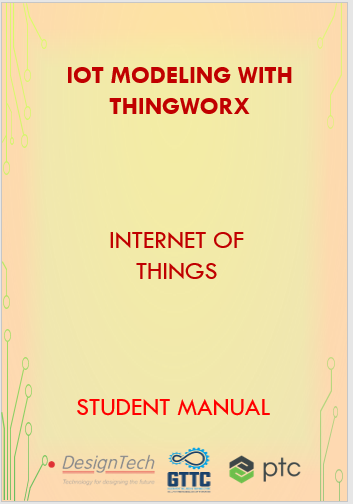 IOT MODELING WITH
THINGWORX
INTERNET OF
THINGS
STUDENT MANUAL
DesignTech
Technology for designing the future
GTTC
ptc